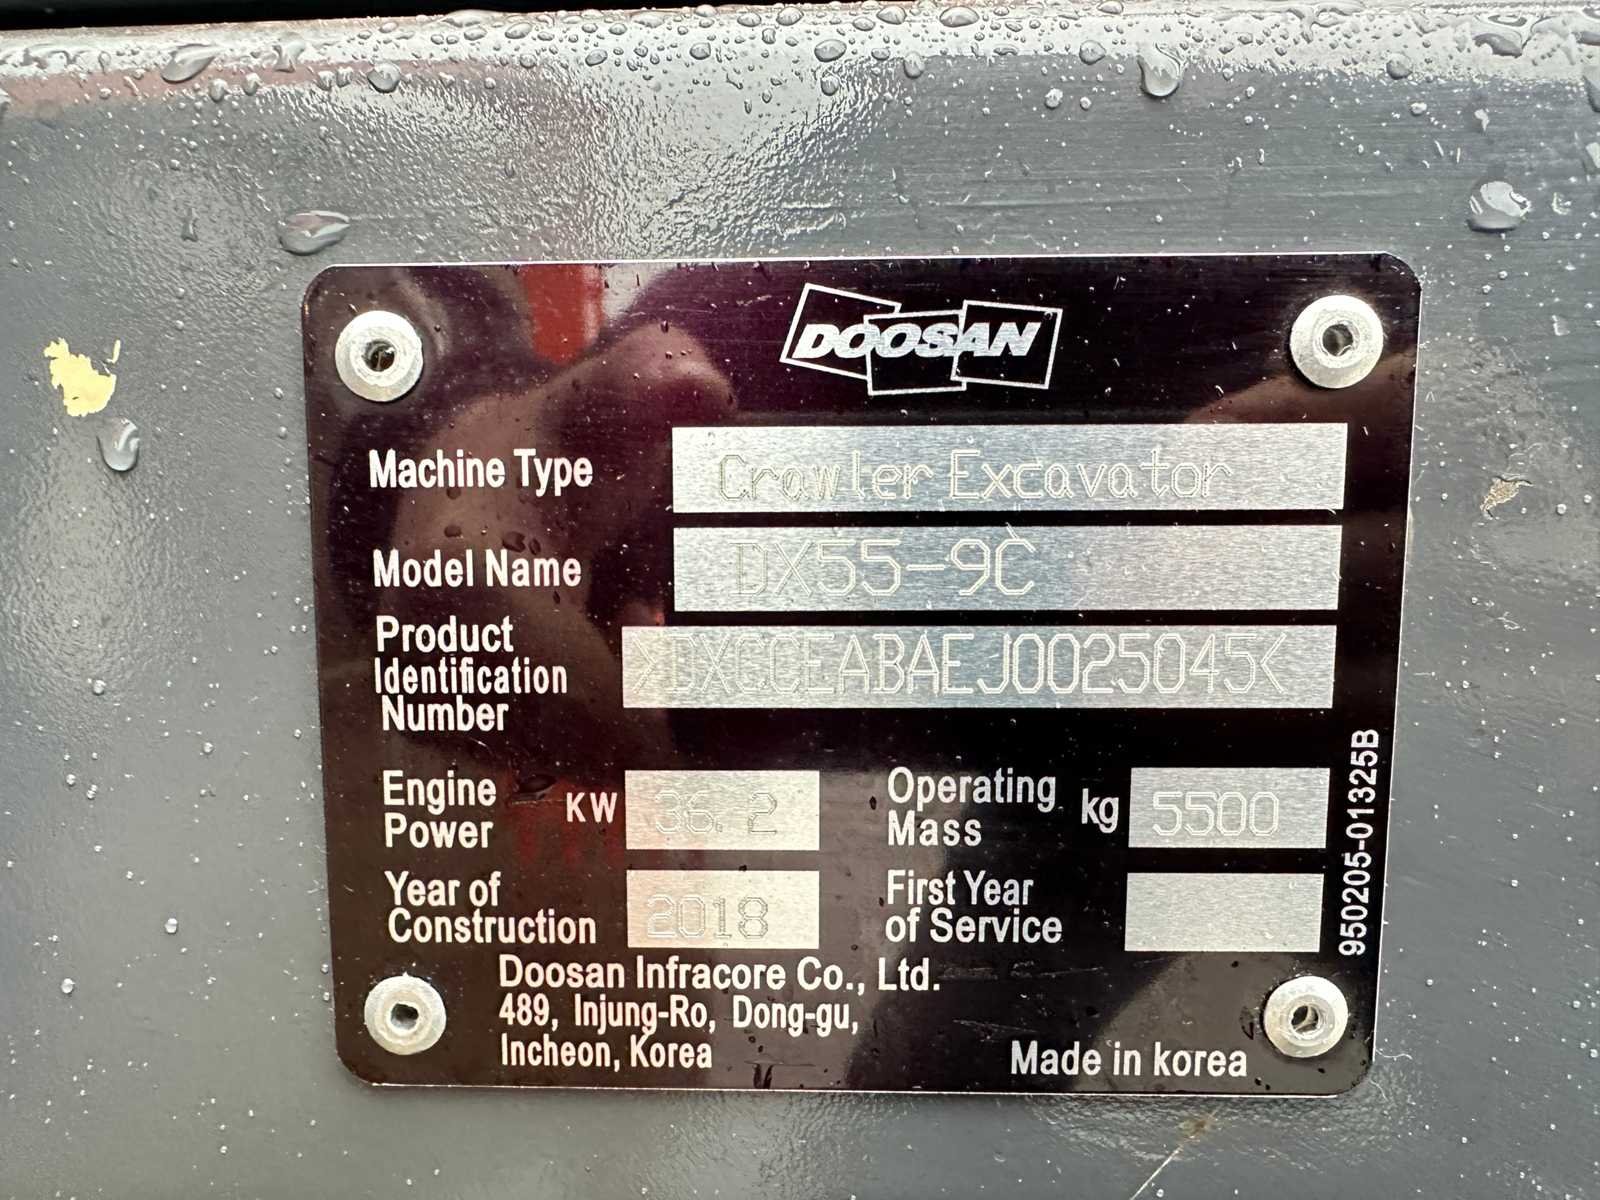 DOOSAN
Machine Type Crawler Excavator
Model Name DX55-9C
Product
Identification
Number >DXCCEABAEJ0025045<
Engine
Power KW 36.2
Operating
Mass kg 5500
Year of
Construction 2018
First Year
of Service
Doosan Infracore Co., Ltd.
489, Injung-Ro, Dong-gu,
Incheon, Korea
Made in korea
950205-01325B